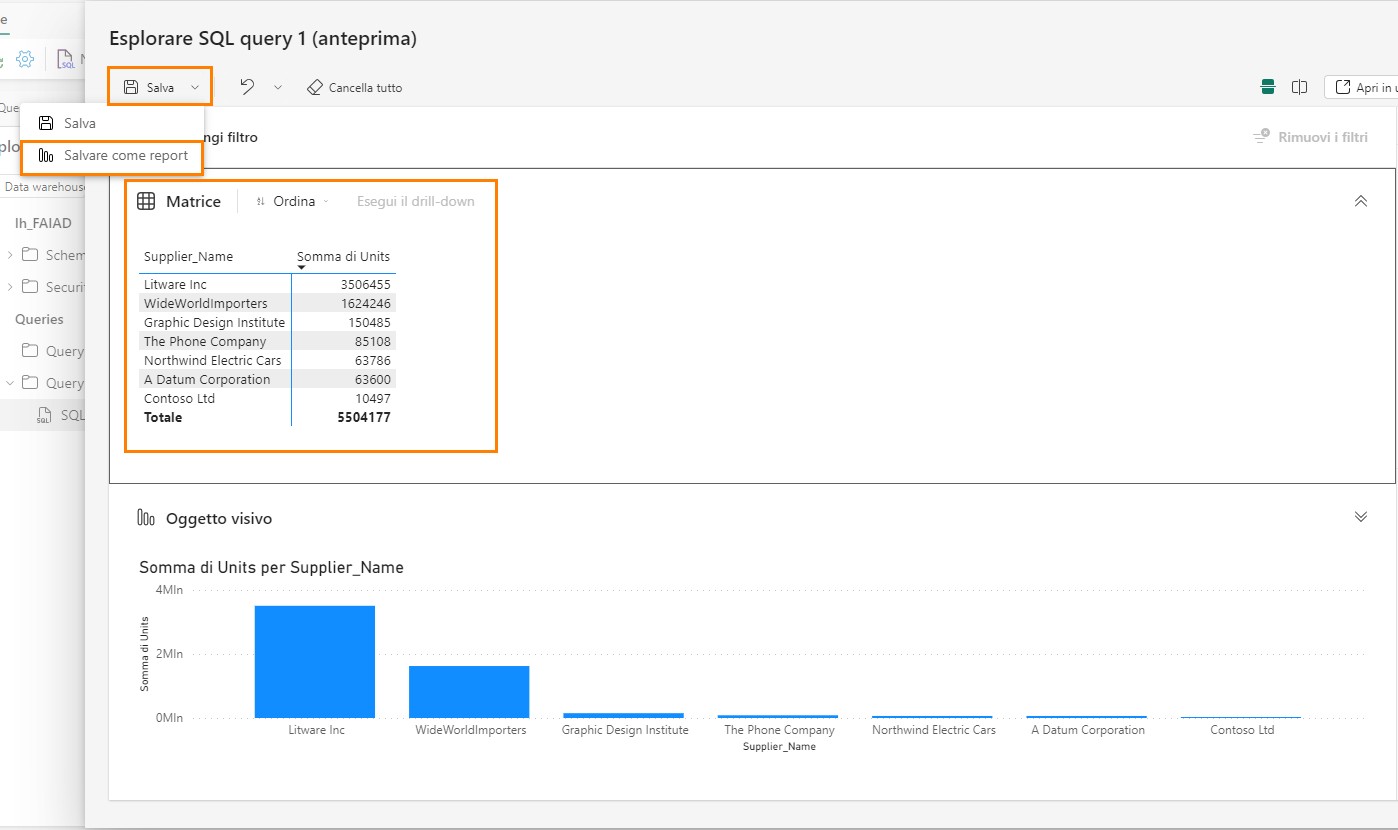 Esplorare SQL query 1 (anteprima)
Salva
Cancella tutto
Apri in
Salva
Salvare come report
ngi filtro
Rimuovi i filtri
Data warehous
lh_FAIAD
Schem
Securi
Queries
Query
Query
SQL
Matrice
Ordina
Esegui il drill-down
Supplier_Name Somma di Units
Litware Inc 3506455
WideWorldImporters 1624246
Graphic Design Institute 150485
The Phone Company 85108
Northwind Electric Cars 63786
A Datum Corporation 63600
Contoso Ltd 10497
Totale 5504177
Oggetto visivo
Somma di Units per Supplier_Name
Somma di Units
4Mln
2Mln
0Mln
Litware Inc WideWorldImporters Graphic Design Institute The Phone Company Northwind Electric Cars A Datum Corporation Contoso Ltd
Supplier_Name